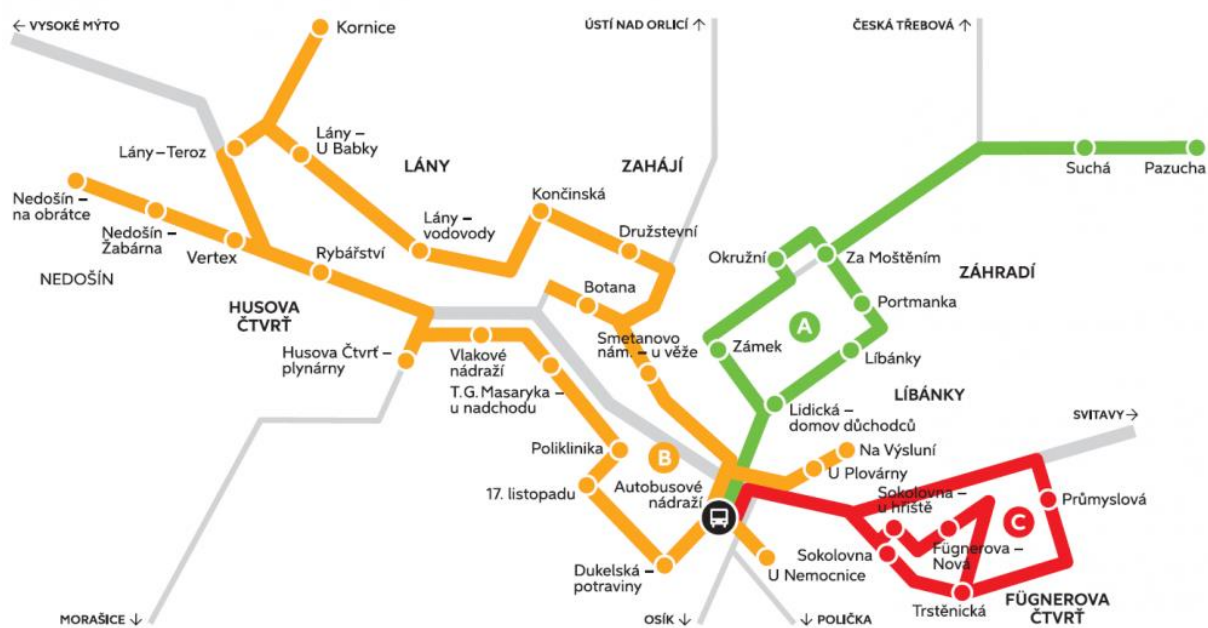 ← VYSOKÉ MÝTO
Kornice
ÚSTÍ NAD ORLICÍ ↑
ČESKÁ TŘEBOVÁ ↑
Lány–Teroz
Lány –
U Babky
LÁNY
ZAHÁJÍ
Suchá
Pazucha
Nedošín –
na obrátce
Nedošín –
Žabárna
Vertex
Rybářství
Lány –
vodovody
Končinská
Družstevní
Okružní
Za Moštěním
ZÁHRADÍ
NEDOŠÍN
HUSOVA
ČTVRŤ
Botana
Portmanka
A
Husova Čtvrť –
plynárny
Vlakové
nádraží
Smetanovo
nám. – u věže
Zámek
Líbánky
T. G. Masaryka –
u nadchodu
LÍBÁNKY
Lidická –
domov důchodců
SVITAVY→
Poliklinika
B
Na Výsluní
U Plovárny
17. listopadu
Autobusové
nádraží
Sokolovna –
u hřiště
Průmyslová
C
Sokolovna
Fügnerova –
Nová
Dukelská –
potraviny
U Nemocnice
Trstěnická
FÜGNEROVA
ČTVRŤ
MORAŠICE ↓
OSÍK ↓
↓ POLIČKA